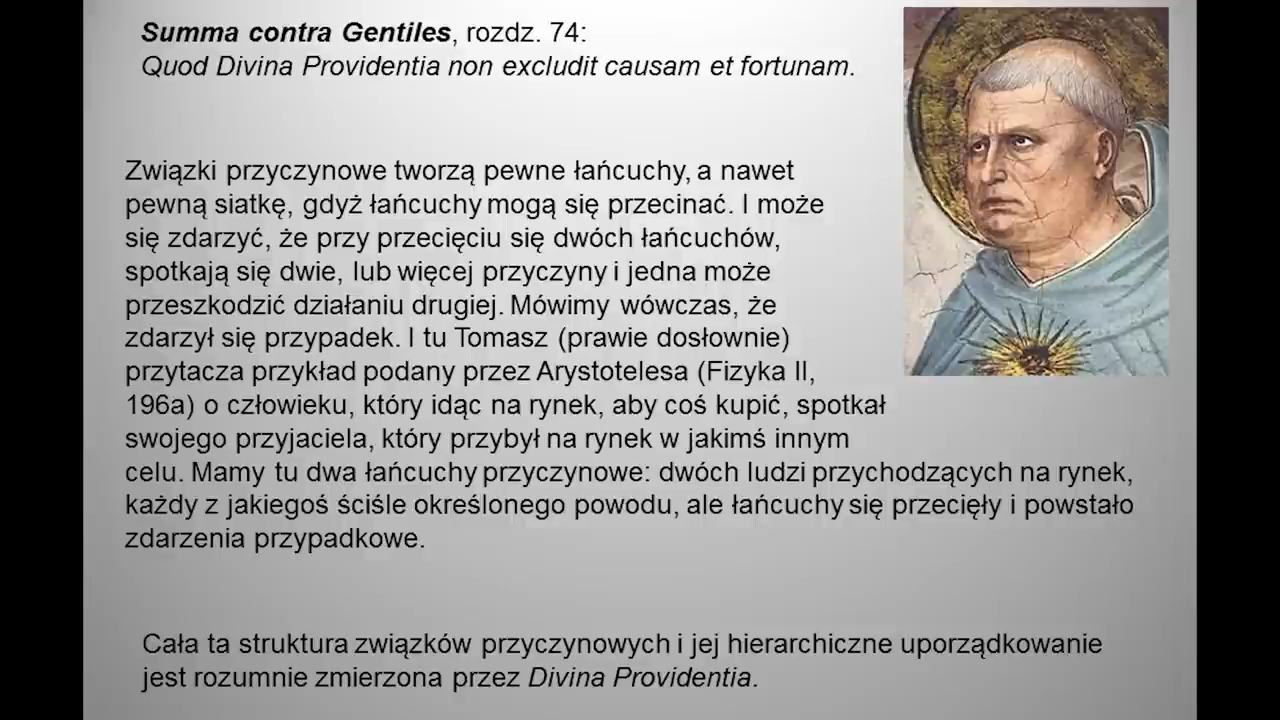 Summa contra Gentiles, rozdz. 74:
Quod Divina Providentia non excludit causam et fortunam.
Związki przyczynowe tworzą pewne łańcuchy, a nawet
pewną siatkę, gdyż łańcuchy mogą się przecinać. I może
się zdarzyć, że przy przecięciu się dwóch łańcuchów,
spotkają się dwie, lub więcej przyczyny i jedna może
przeszkodzić działaniu drugiej. Mówimy wówczas, że
zdarzył się przypadek. I tu Tomasz (prawie dosłownie)
przytacza przykład podany przez Arystotelesa (Fizyka II,
196a) o człowieku, który idąc na rynek, aby coś kupić, spotkał
swojego przyjaciela, który przybył na rynek w jakimś innym
celu. Mamy tu dwa łańcuchy przyczynowe: dwóch ludzi przychodzących na rynek,
każdy z jakiegoś ściśle określonego powodu, ale łańcuchy się przecięły i powstało
zdarzenia przypadkowe.
Cała ta struktura związków przyczynowych i jej hierarchiczne uporządkowanie
jest rozumnie zmierzona przez Divina Providentia.